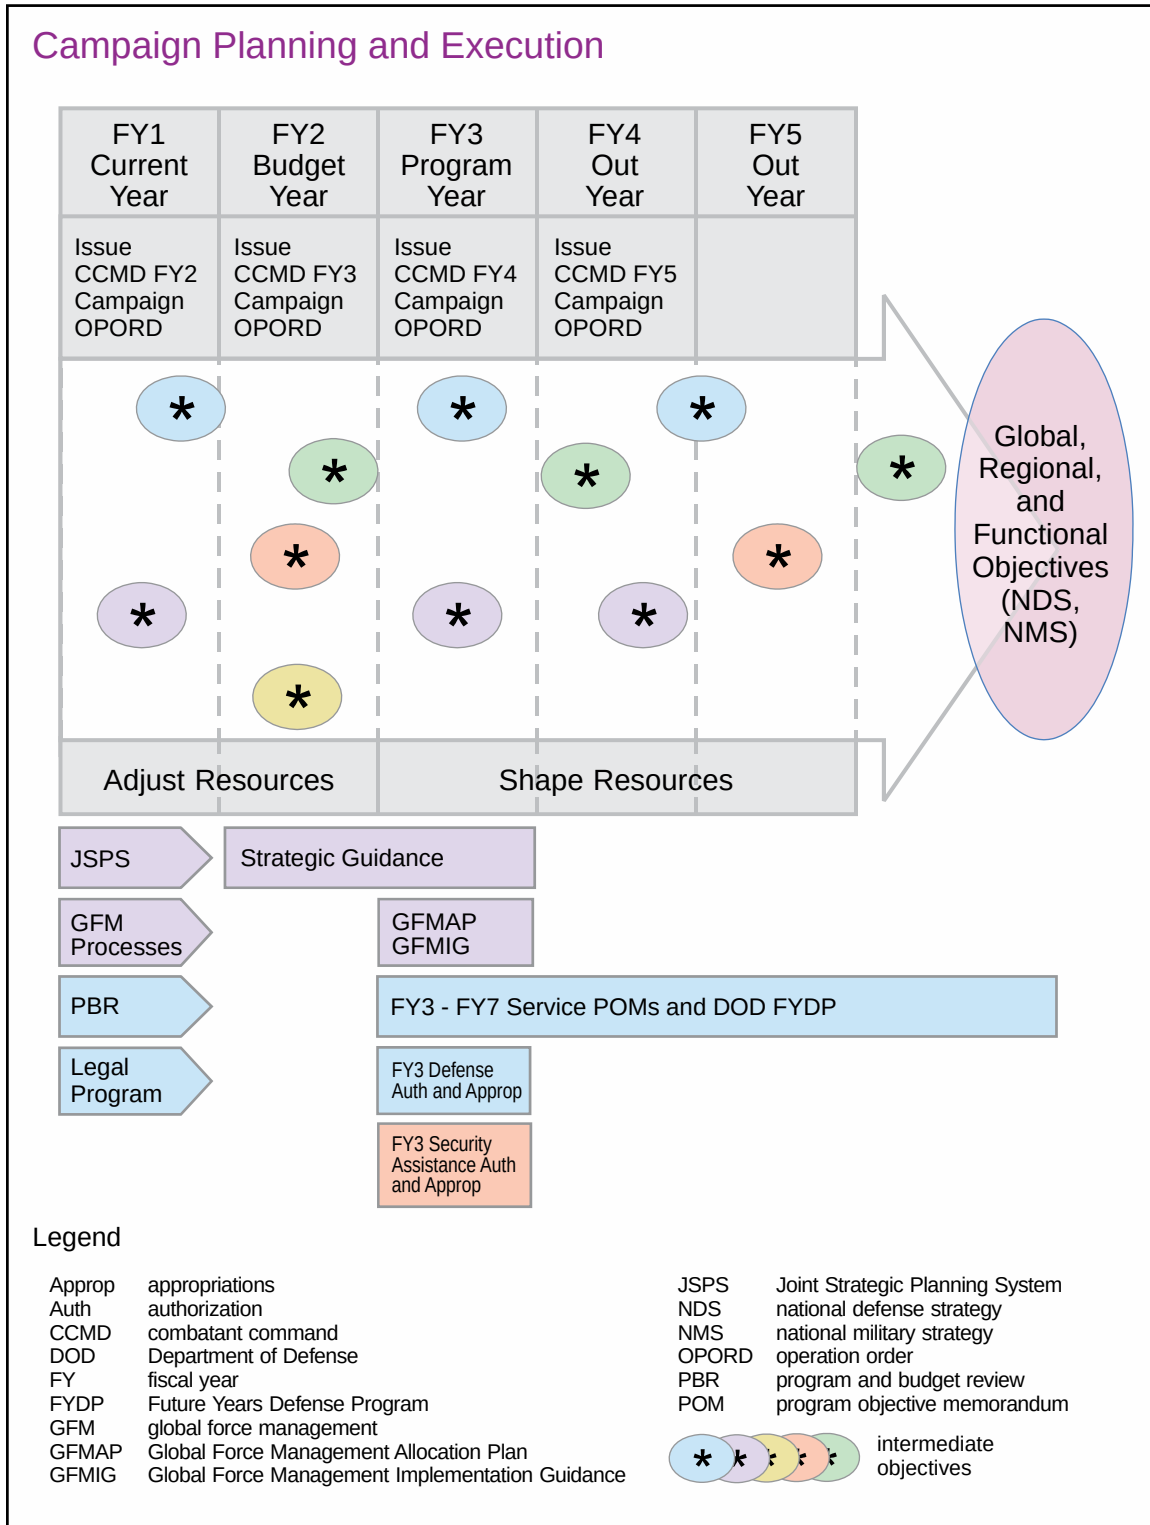 Campaign Planning and Execution
FY1
Current
Year
FY2
Budget
Year
FY3
Program
Year
FY4
Out
Year
FY5
Out
Year
Issue
CCMD FY2
Campaign
OPORD
Issue
CCMD FY3
Campaign
OPORD
Issue
CCMD FY4
Campaign
OPORD
Issue
CCMD FY5
Campaign
OPORD
*
*
*
*
*
*
*
*
*
*
*
*
Global,
Regional,
and
Functional
Objectives
(NDS,
NMS)
Adjust Resources
Shape Resources
JSPS
Strategic Guidance
GFM
Processes
GFMAP
GFMIG
PBR
FY3 - FY7 Service POMs and DOD FYDP
Legal
Program
FY3 Defense
Auth and Approp
FY3 Security
Assistance Auth
and Approp
Legend
Approp appropriations
Auth authorization
CCMD combatant command
DOD Department of Defense
FY fiscal year
FYDP Future Years Defense Program
GFM global force management
GFMAP Global Force Management Allocation Plan
GFMIG Global Force Management Implementation Guidance
JSPS Joint Strategic Planning System
NDS national defense strategy
NMS national military strategy
OPORD operation order
PBR program and budget review
POM program objective memorandum
* * * * *
intermediate
objectives